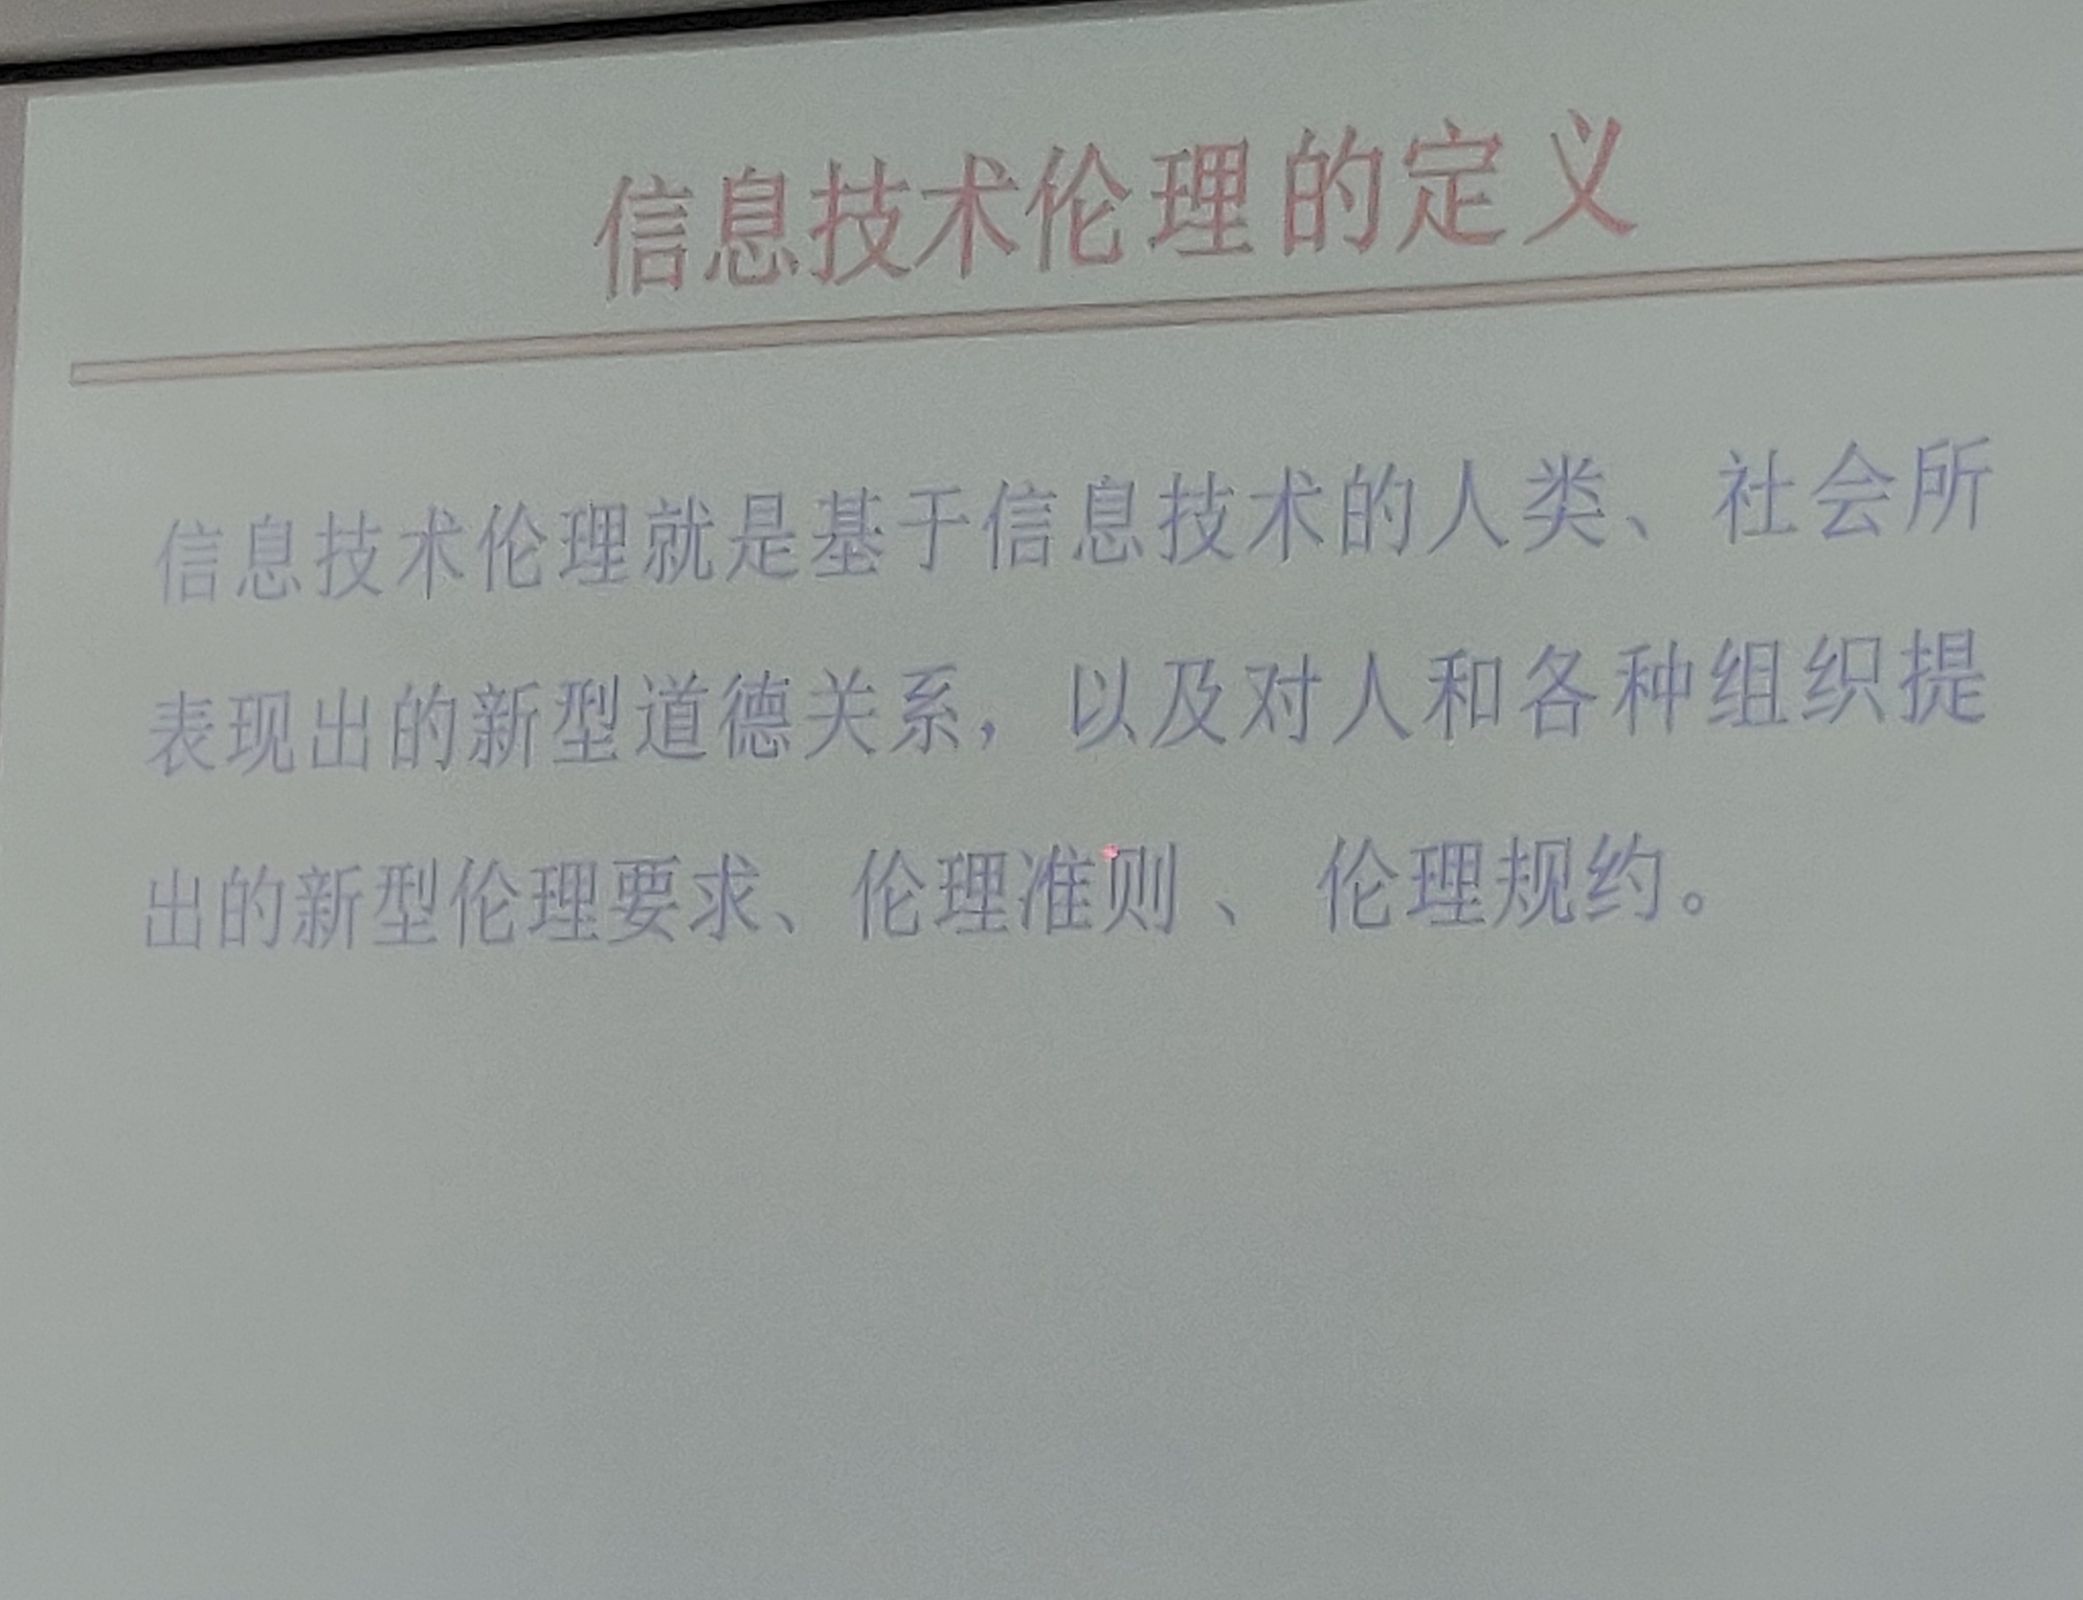 信息技术伦理的定义
信息技术伦理就是基于信息技术的人类、社会所
表现出的新型道德关系，以及对人和各种组织提
出的新型伦理要求、伦理准则、伦理规约。